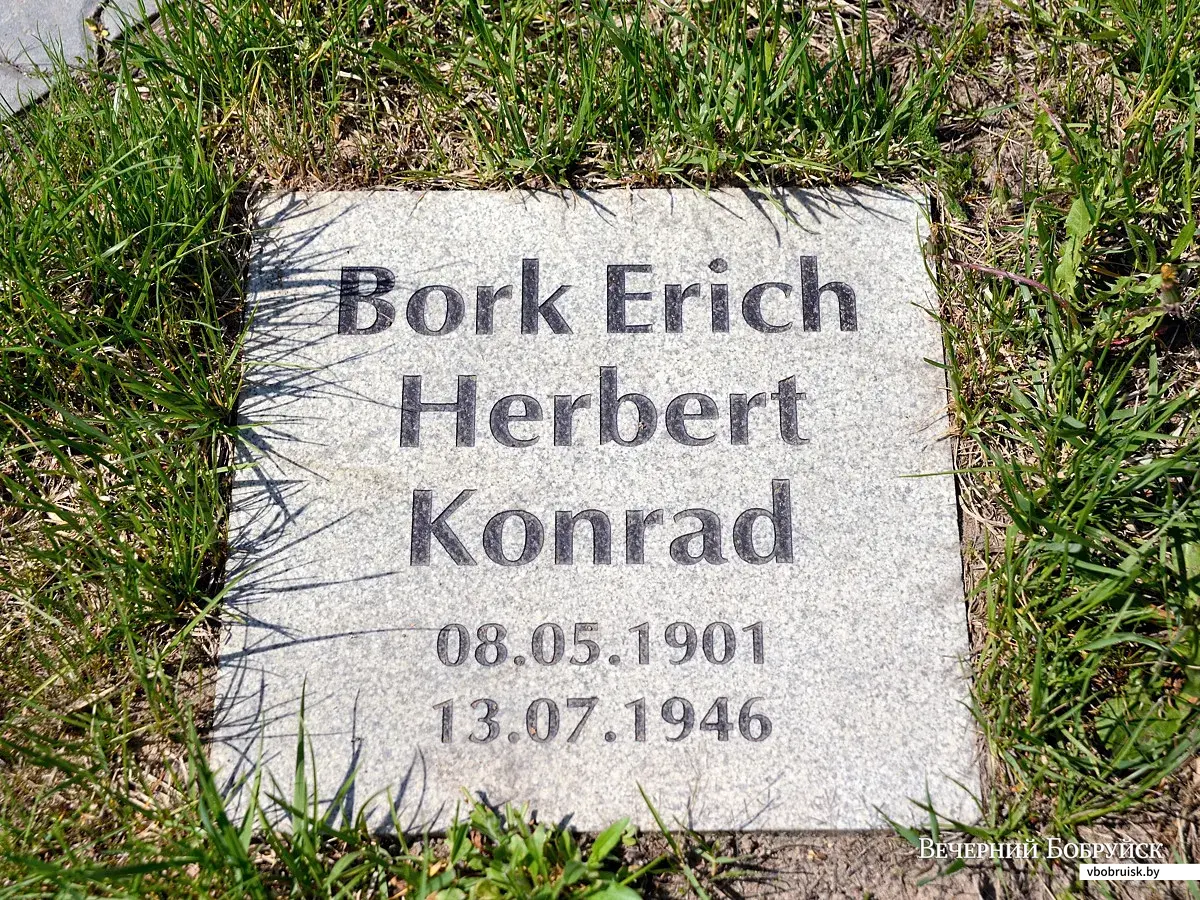 Bork Erich
Herbert
Konrad
08.05.1901
13.07.1946
Вечерний Бобруйск
vbobruisk.by